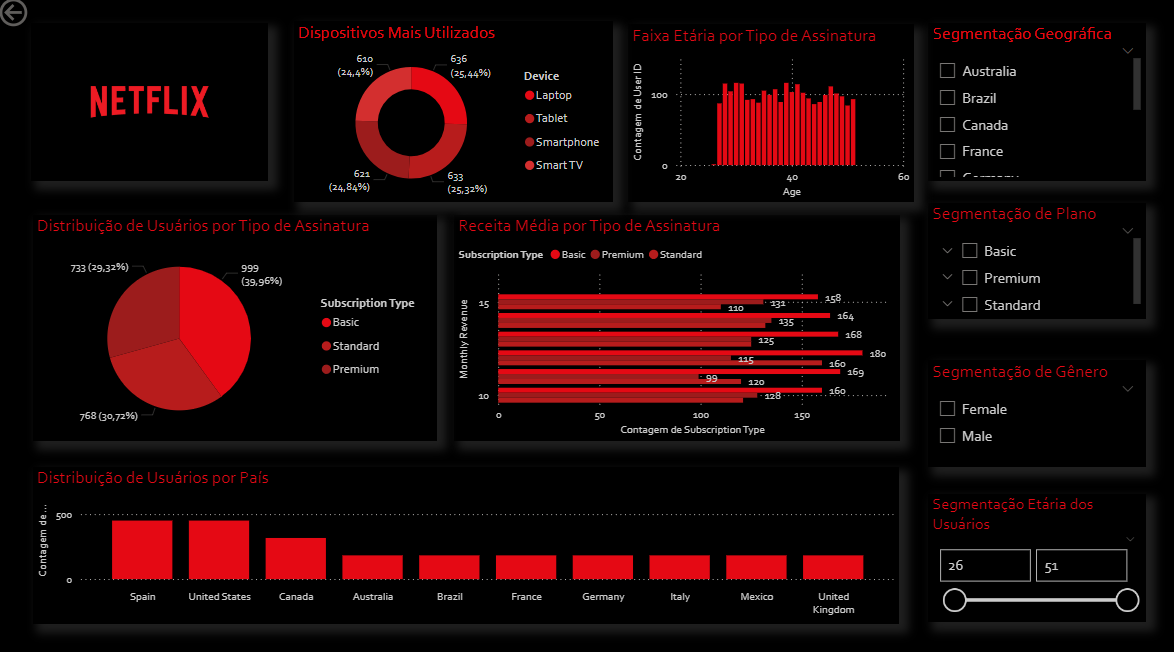 NETFLIX
Dispositivos Mais Utilizados
610
(24,4%)
636
(25,44%)
621
(24,84%)
633
(25,32%)
Device
Laptop
Tablet
Smartphone
Smart TV
Faixa Etária por Tipo de Assinatura
Contagem de User ID
100
0
20
40
60
Age
Segmentação Geográfica
Australia
Brazil
Canada
France
Germany
Distribuição de Usuários por Tipo de Assinatura
733 (29,32%)
999
(39,96%)
768 (30,72%)
Subscription Type
Basic
Standard
Premium
Receita Média por Tipo de Assinatura
Subscription Type Basic Premium Standard
Monthly Revenue
15
10
158
131
110
164
135
168
125
180
115
160
169
99
120
160
128
0
50
100
150
Contagem de Subscription Type
Segmentação de Plano
Basic
Premium
Standard
Segmentação de Gênero
Female
Male
Distribuição de Usuários por País
Contagem de...
500
0
Spain
United States
Canada
Australia
Brazil
France
Germany
Italy
Mexico
United
Kingdom
Segmentação Etária dos
Usuários
26
51